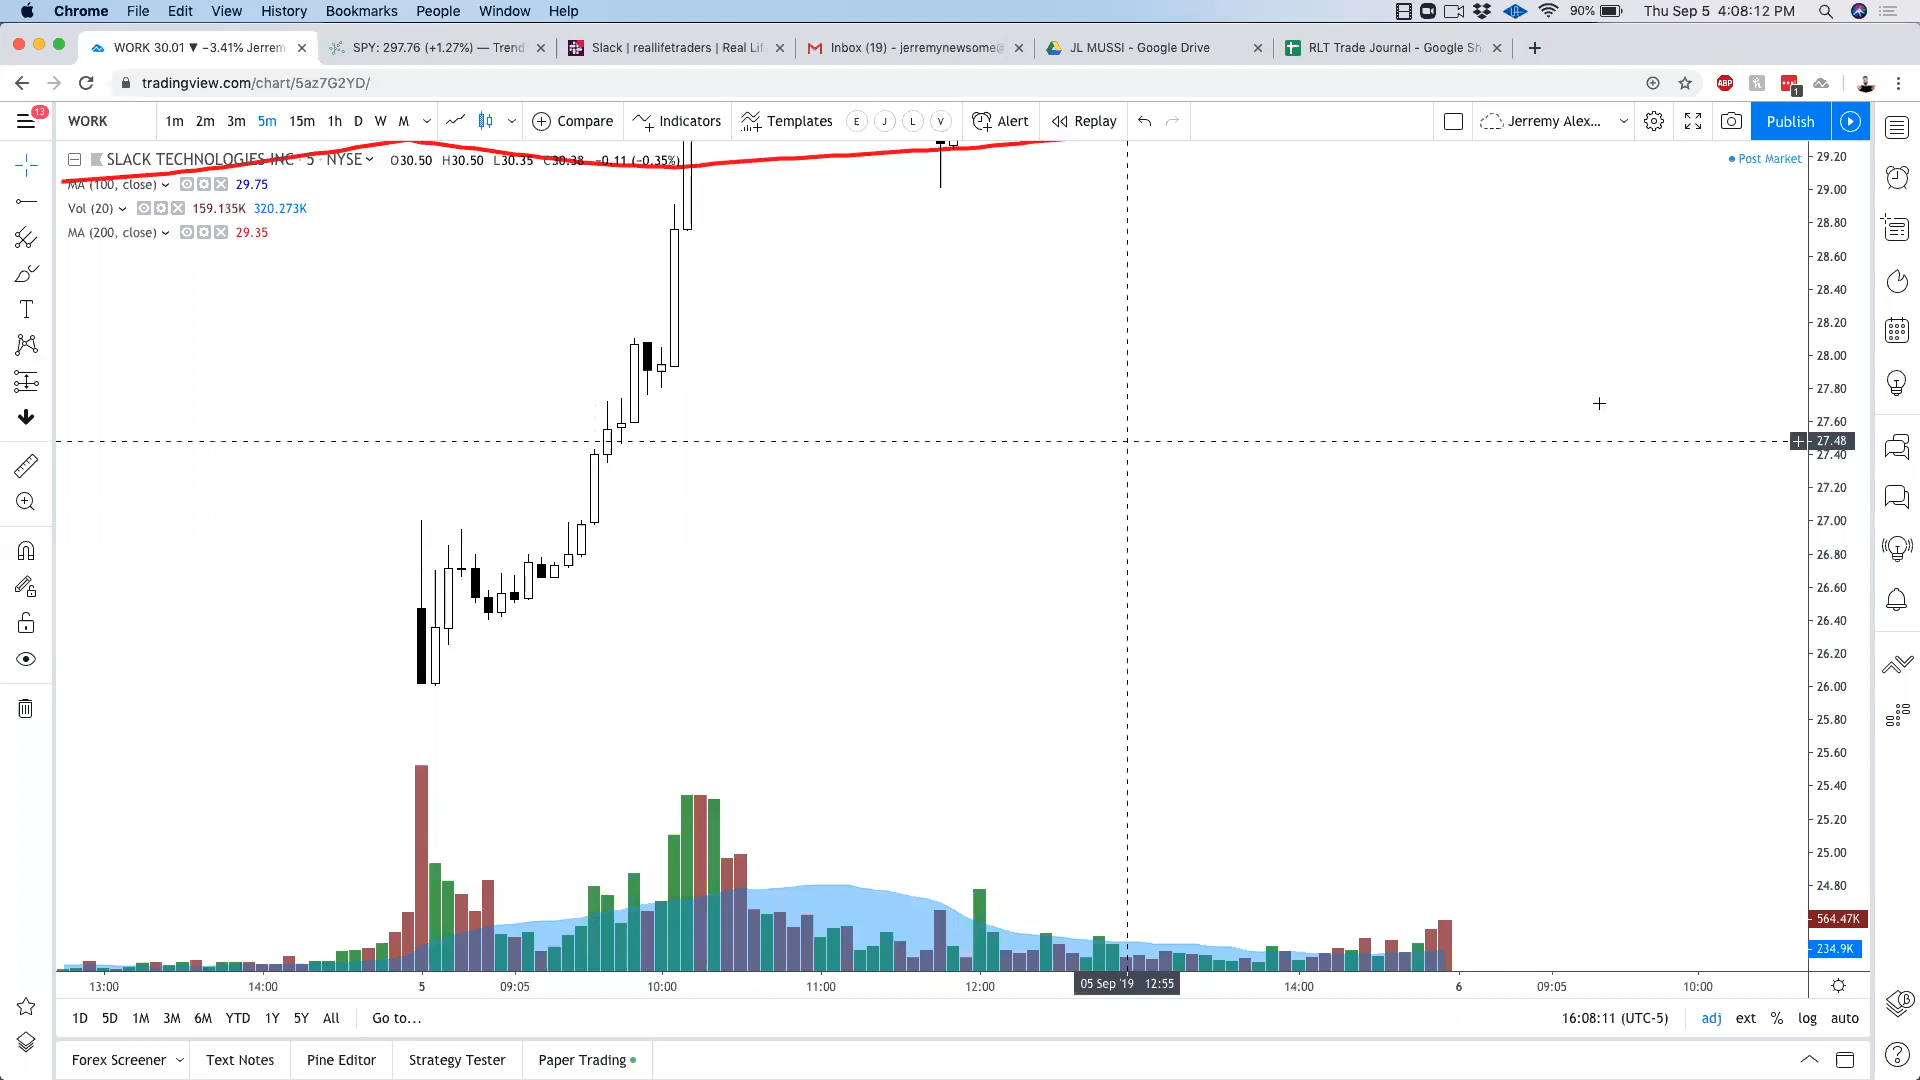 Chrome File Edit View History Bookmarks People Window Help 90% Thu Sep 5 4:08:12 PM
WORK 30.01 ▼ −3.41% Jerrem SPY: 297.76 (+1.27%) — Trend Slack | reallifetraders | Real Lif Inbox (19) - jerremynewsome@ JL MUSSI - Google Drive RLT Trade Journal - Google Sh
tradingview.com/chart/5az7G2YD/ ABP 1
13 WORK 1m 2m 3m 5m 15m 1h D W M Compare Indicators Templates E J L V Alert Replay Jerremy Alex... Publish
SLACK TECHNOLOGIES INC · 5 · NYSE O30.50 H30.50 L30.35 C30.38 −0.11 (−0.35%) Post Market
MA (100, close) 29.75
Vol (20) 159.135K 320.273K
MA (200, close) 29.35
29.20
29.00
28.80
28.60
28.40
28.20
28.00
27.80
27.60
27.48
27.40
27.20
27.00
26.80
26.60
26.40
26.20
26.00
25.80
25.60
25.40
25.20
25.00
24.80
564.47K
234.9K
13:00 14:00 5 09:05 10:00 11:00 12:00 05 Sep '19 12:55 14:00 6 09:05 10:00
1D 5D 1M 3M 6M YTD 1Y 5Y All Go to... 16:08:11 (UTC-5) adj ext % log auto
Forex Screener Text Notes Pine Editor Strategy Tester Paper Trading